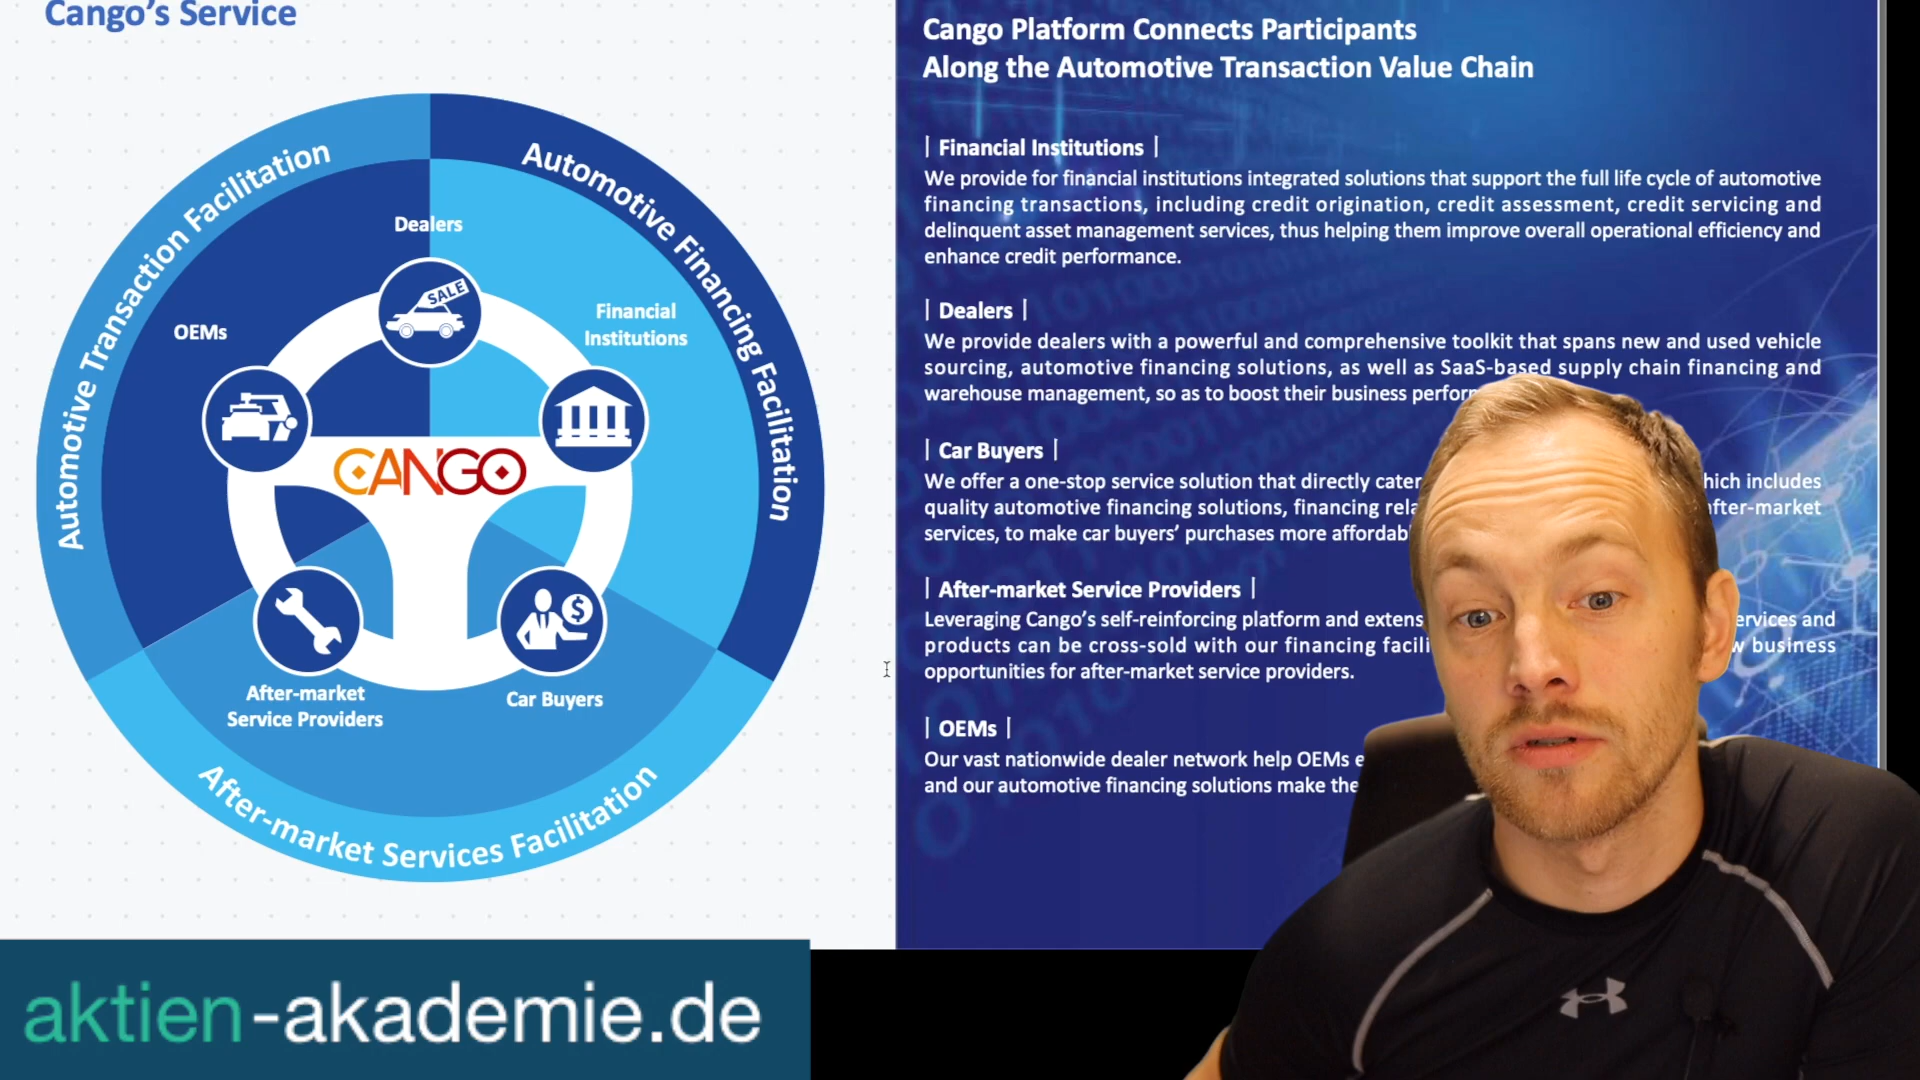 Cango's Service
Automotive Transaction Facilitation
Automotive Financing Facilitation
Dealers
SALE
OEMs
Financial
Institutions
CANGO
$
After-market
Service Providers
Car Buyers
After-market Services Facilitation
Cango Platform Connects Participants
Along the Automotive Transaction Value Chain
| Financial Institutions |
We provide for financial institutions integrated solutions that support the full life cycle of automotive
financing transactions, including credit origination, credit assessment, credit servicing and
delinquent asset management services, thus helping them improve overall operational efficiency and
enhance credit performance.
| Dealers |
We provide dealers with a powerful and comprehensive toolkit that spans new and used vehicle
sourcing, automotive financing solutions, as well as SaaS-based supply chain financing and
warehouse management, so as to boost their business
| Car Buyers |
We offer a one-stop service solution that directly includes
quality automotive financing solutions, financing after-market
services, to make car buyers' purchases more
| After-market Service Providers |
Leveraging Cango's self-reinforcing platform and services and
products can be cross-sold with our financing business
opportunities for after-market service providers.
| OEMs |
Our vast nationwide dealer network help OEMs
and our automotive financing solutions make
aktien-akademie.de